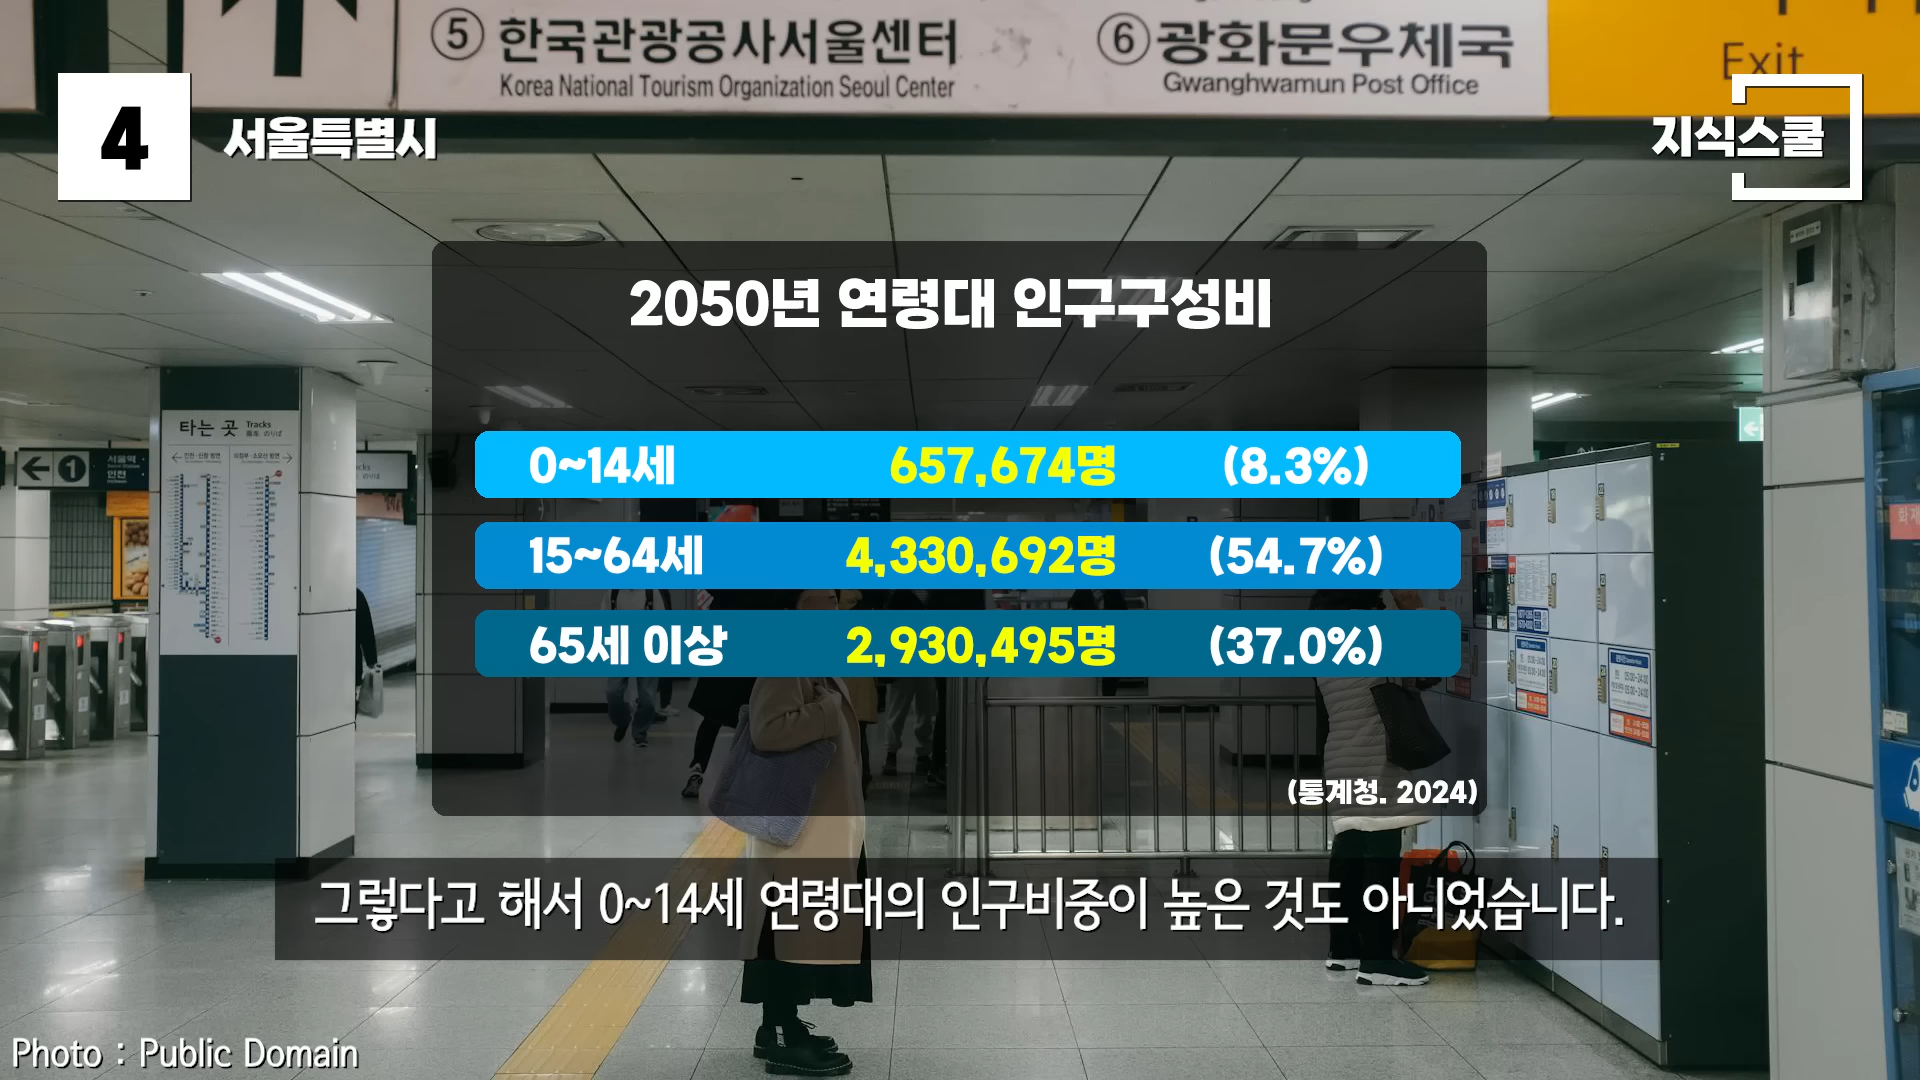 ⑤ 한국관광공사서울센터
Korea National Tourism Organization Seoul Center
⑥ 광화문우체국
Gwanghwamun Post Office
Exit
4
서울특별시
지식스쿨
2050년 연령대 인구구성비
0~14세 657,674명 (8.3%)
15~64세 4,330,692명 (54.7%)
65세 이상 2,930,495명 (37.0%)
(통계청. 2024)
타는 곳 Tracks
1 서울역
인천
그렇다고 해서 0~14세 연령대의 인구비중이 높은 것도 아니었습니다.
Photo : Public Domain